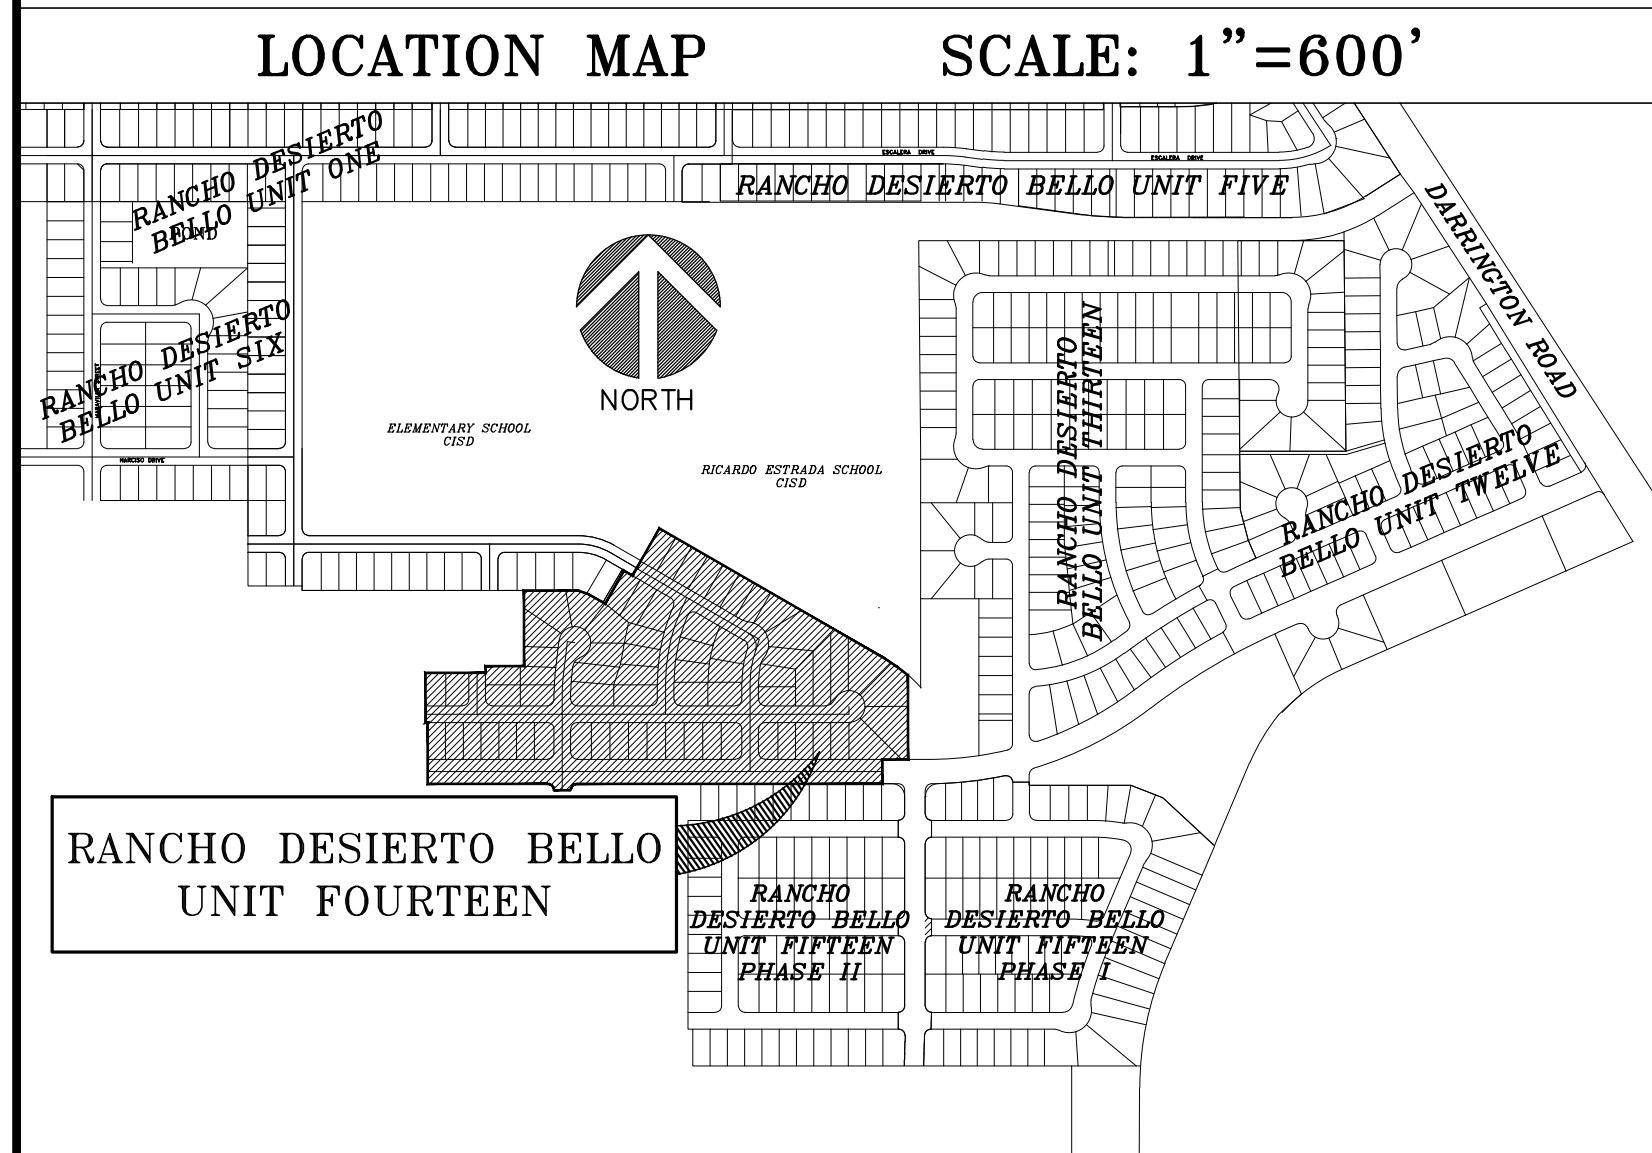 LOCATION MAP SCALE: 1"=600'
RANCHO DESIERTO
BELLO UNIT ONE
POND
ESCALERA DRIVE
ESCALERA DRIVE
RANCHO DESIERTO BELLO UNIT FIVE
DARRINGTON ROAD
NORTH
RANCHO DESIERTO
BELLO UNIT SIX
NARCISO DRIVE
ELEMENTARY SCHOOL
CISD
RICARDO ESTRADA SCHOOL
CISD
RANCHO DESIERTO
BELLO UNIT THIRTEEN
RANCHO DESIERTO
BELLO UNIT TWELVE
RANCHO DESIERTO BELLO
UNIT FOURTEEN
RANCHO
DESIERTO BELLO
UNIT FIFTEEN
PHASE II
RANCHO
DESIERTO BELLO
UNIT FIFTEEN
PHASE I